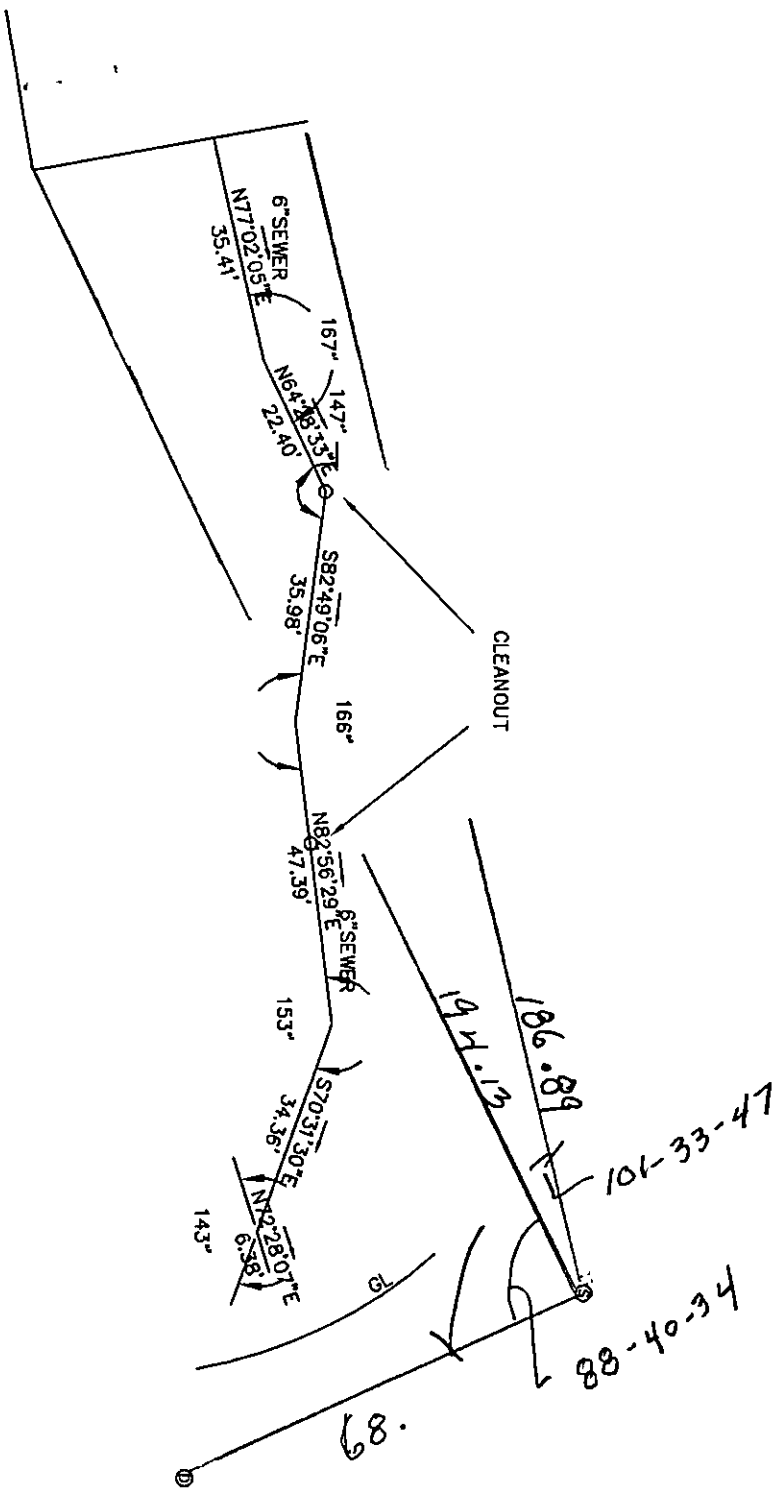 6"SEWER
N77°02'05"E
35.41'
167°
147°
N64°28'33"E
22.40'
S82°49'06"E
35.98'
CLEANOUT
166°
N82°56'29"E
47.39'
6"SEWER
153°
S70°31'30"E
34.36'
N72°28'07"E
6.38'
143°
GL
186.89
194.13
101-33-47
88-40-34
68.
S
D